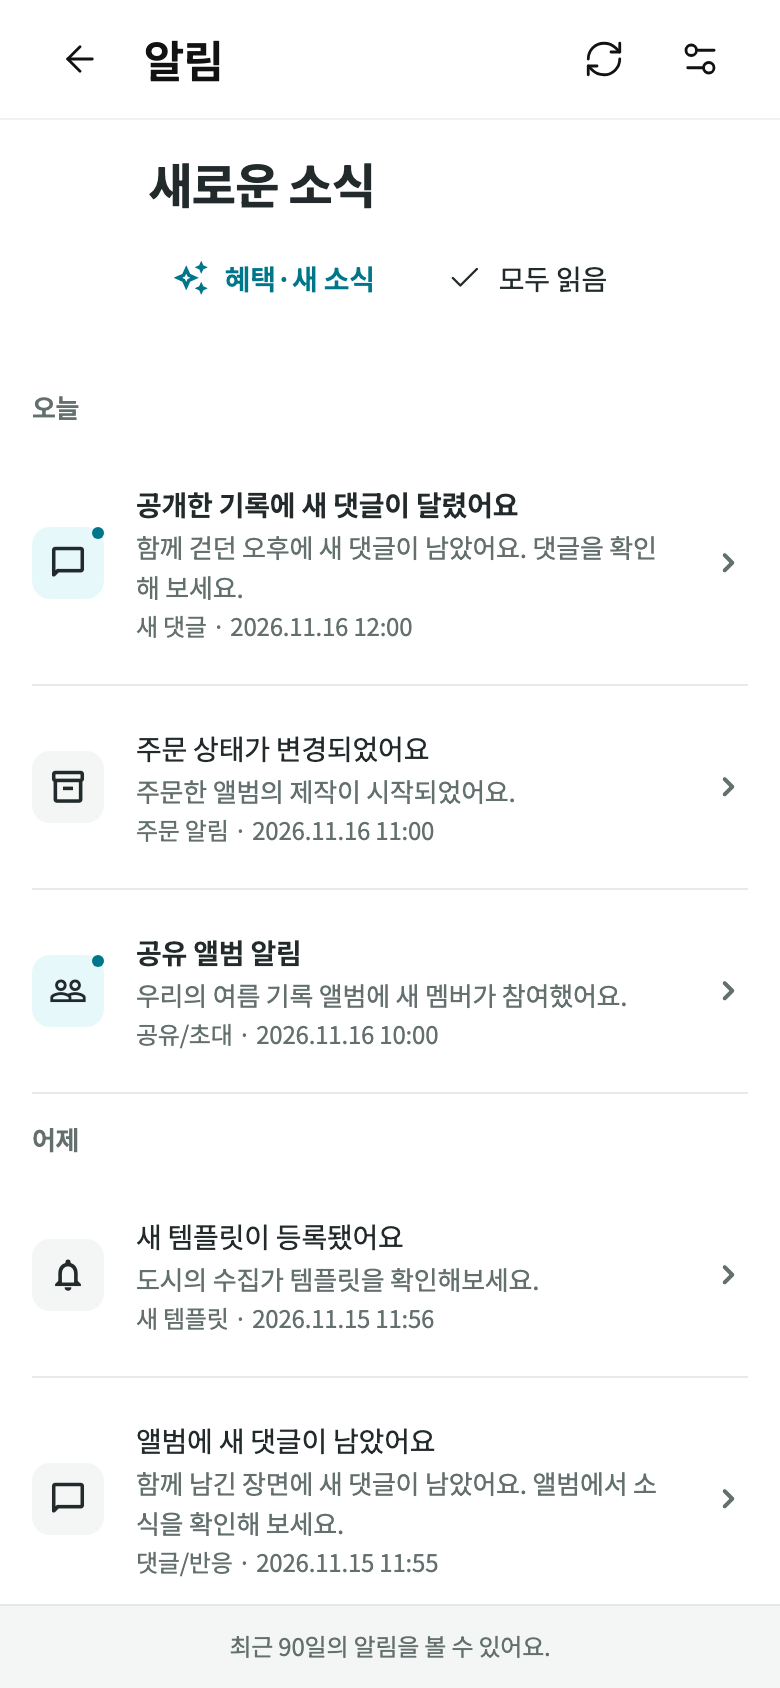 알림
새로운 소식
혜택·새 소식
모두 읽음
오늘
공개한 기록에 새 댓글이 달렸어요
함께 걷던 오후에 새 댓글이 남았어요. 댓글을 확인
해 보세요.
새 댓글 · 2026.11.16 12:00
주문 상태가 변경되었어요
주문한 앨범의 제작이 시작되었어요.
주문 알림 · 2026.11.16 11:00
공유 앨범 알림
우리의 여름 기록 앨범에 새 멤버가 참여했어요.
공유/초대 · 2026.11.16 10:00
어제
새 템플릿이 등록됐어요
도시의 수집가 템플릿을 확인해보세요.
새 템플릿 · 2026.11.15 11:56
앨범에 새 댓글이 남았어요
함께 남긴 장면에 새 댓글이 남았어요. 앨범에서 소
식을 확인해 보세요.
댓글/반응 · 2026.11.15 11:55
최근 90일의 알림을 볼 수 있어요.